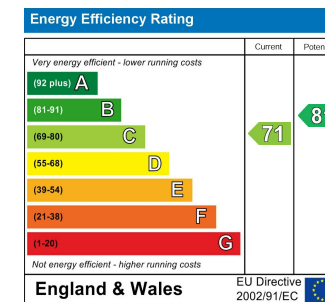 Energy Efficiency Rating
Current
Very energy efficient - lower running costs
(92 plus) A
(81-91) B
(69-80) C
71
(55-68) D
(39-54) E
(21-38) F
(1-20) G
Not energy efficient - higher running costs
England & Wales
EU Directive
2002/91/EC